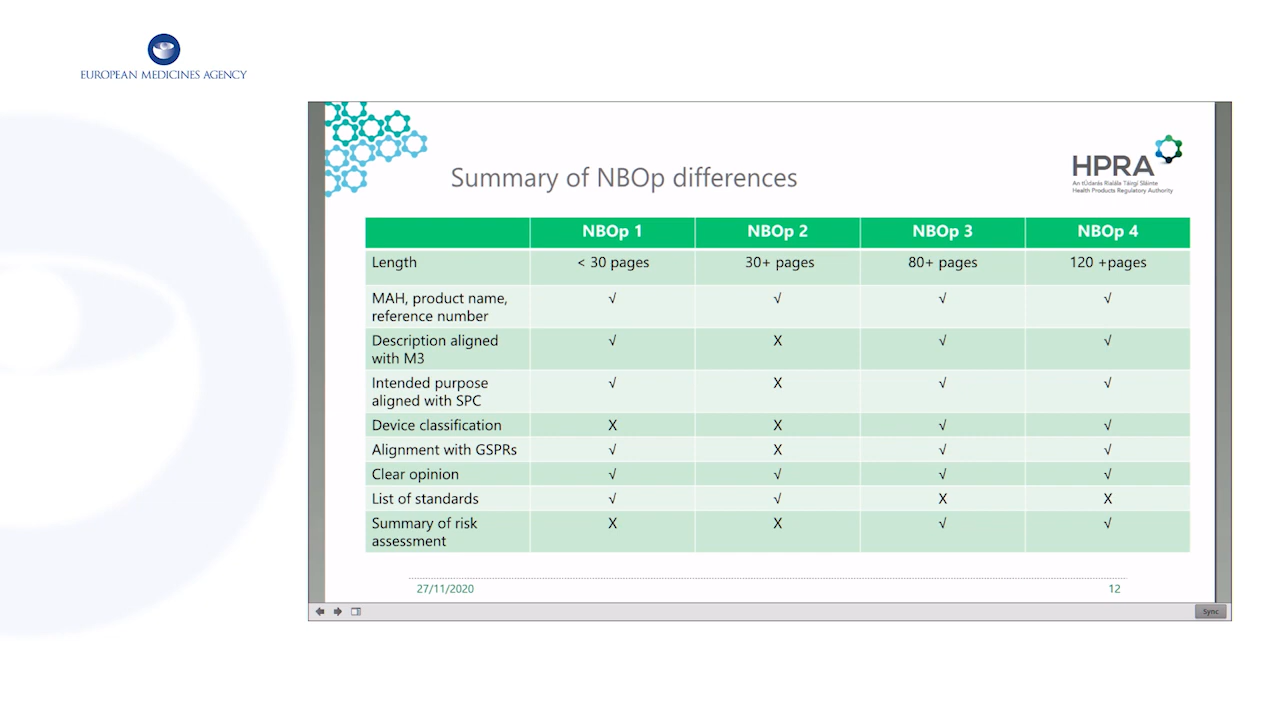 EUROPEAN MEDICINES AGENCY
HPRA
An tÚdarás Rialála Táirgí Sláinte
Health Products Regulatory Authority
Summary of NBOp differences
NBOp 1 NBOp 2 NBOp 3 NBOp 4
Length < 30 pages 30+ pages 80+ pages 120 +pages
MAH, product name, √ √ √ √
reference number
Description aligned √ X √ √
with M3
Intended purpose √ X √ √
aligned with SPC
Device classification X X √ √
Alignment with GSPRs √ X √ √
Clear opinion √ √ √ √
List of standards √ √ X X
Summary of risk X X √ √
assessment
27/11/2020 12
Sync